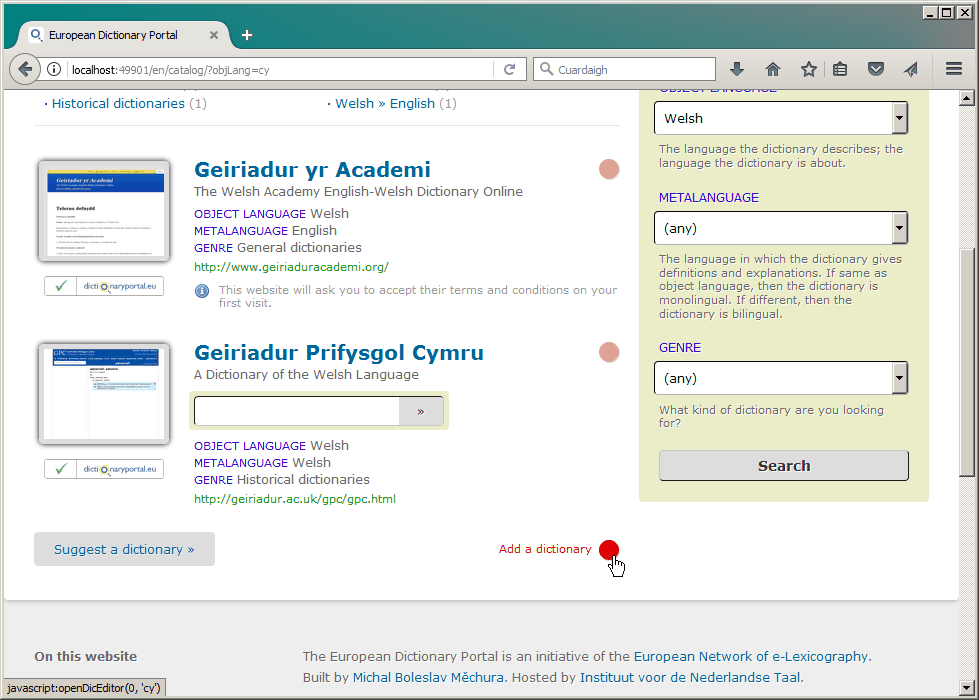 European Dictionary Portal
localhost:49901/en/catalog/?objLang=cy
Cuardaigh
· Historical dictionaries (1)
· Welsh » English (1)
Geiriadur yr Academi
The Welsh Academy English-Welsh Dictionary Online
OBJECT LANGUAGE Welsh
METALANGUAGE English
GENRE General dictionaries
http://www.geiriaduracademi.org/
This website will ask you to accept their terms and conditions on your
first visit.
Geiriadur yr Academi
dictionaryportal.eu
Geiriadur Prifysgol Cymru
A Dictionary of the Welsh Language
»
OBJECT LANGUAGE Welsh
METALANGUAGE Welsh
GENRE Historical dictionaries
http://geiriadur.ac.uk/gpc/gpc.html
GPC
dictionaryportal.eu
Suggest a dictionary »
Add a dictionary
OBJECT LANGUAGE
Welsh
The language the dictionary describes; the
language the dictionary is about.
METALANGUAGE
(any)
The language in which the dictionary gives
definitions and explanations. If same as
object language, then the dictionary is
monolingual. If different, then the
dictionary is bilingual.
GENRE
(any)
What kind of dictionary are you looking
for?
Search
On this website
The European Dictionary Portal is an initiative of the European Network of e-Lexicography.
Built by Michal Boleslav Měchura. Hosted by Instituut voor de Nederlandse Taal.
javascript:openDicEditor(0, 'cy')